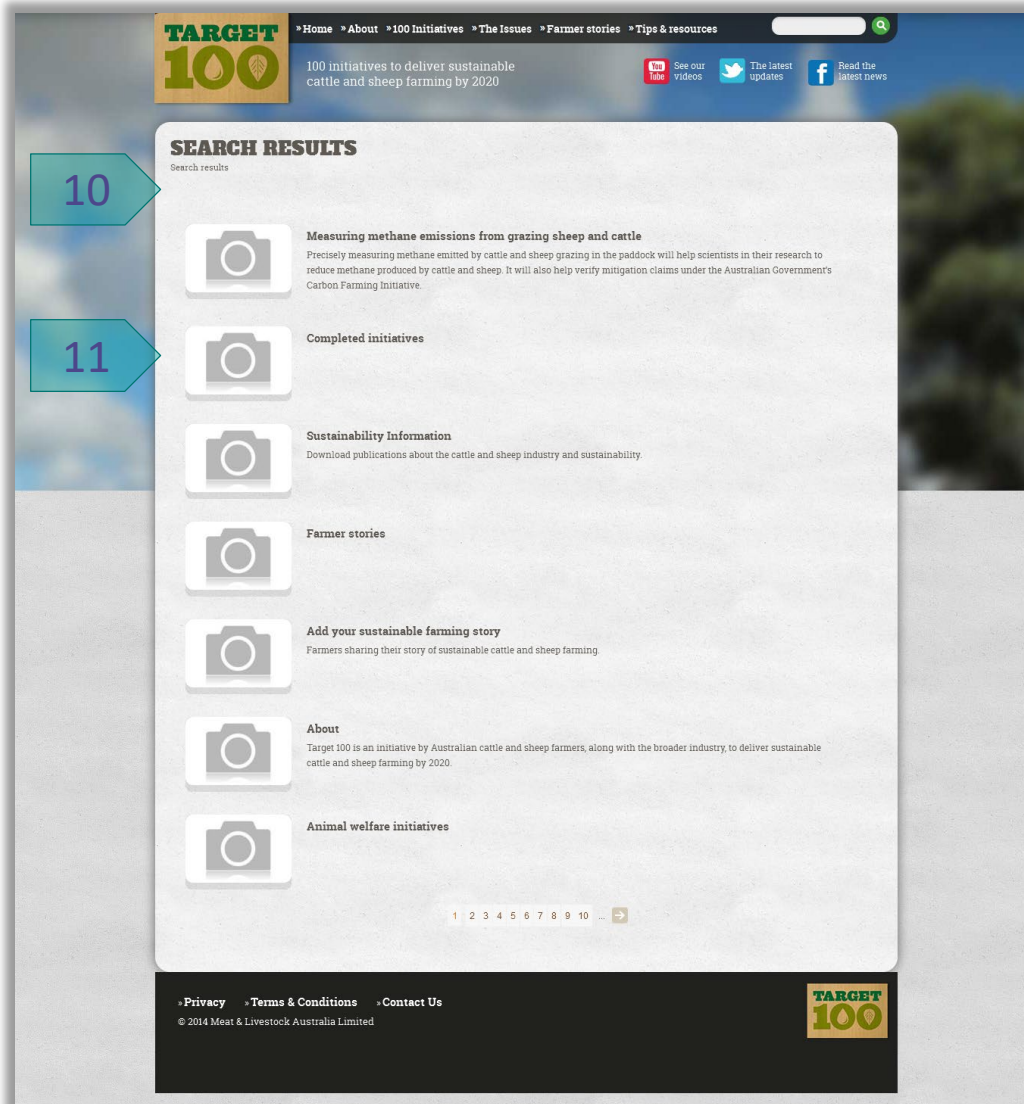 TARGET
100
»Home »About »100 Initiatives »The Issues »Farmer stories »Tips & resources
100 initiatives to deliver sustainable
cattle and sheep farming by 2020
You
Tube
See our
videos
The latest
updates
f
Read the
latest news
SEARCH RESULTS
Search results
10
Measuring methane emissions from grazing sheep and cattle
Precisely measuring methane emitted by cattle and sheep grazing in the paddock will help scientists in their research to
reduce methane produced by cattle and sheep. It will also help verify mitigation claims under the Australian Government's
Carbon Farming Initiative.
11
Completed initiatives
Sustainability Information
Download publications about the cattle and sheep industry and sustainability.
Farmer stories
Add your sustainable farming story
Farmers sharing their story of sustainable cattle and sheep farming.
About
Target 100 is an initiative by Australian cattle and sheep farmers, along with the broader industry, to deliver sustainable
cattle and sheep farming by 2020.
Animal welfare initiatives
1 2 3 4 5 6 7 8 9 10 ...
»Privacy »Terms & Conditions »Contact Us
© 2014 Meat & Livestock Australia Limited
TARGET
100